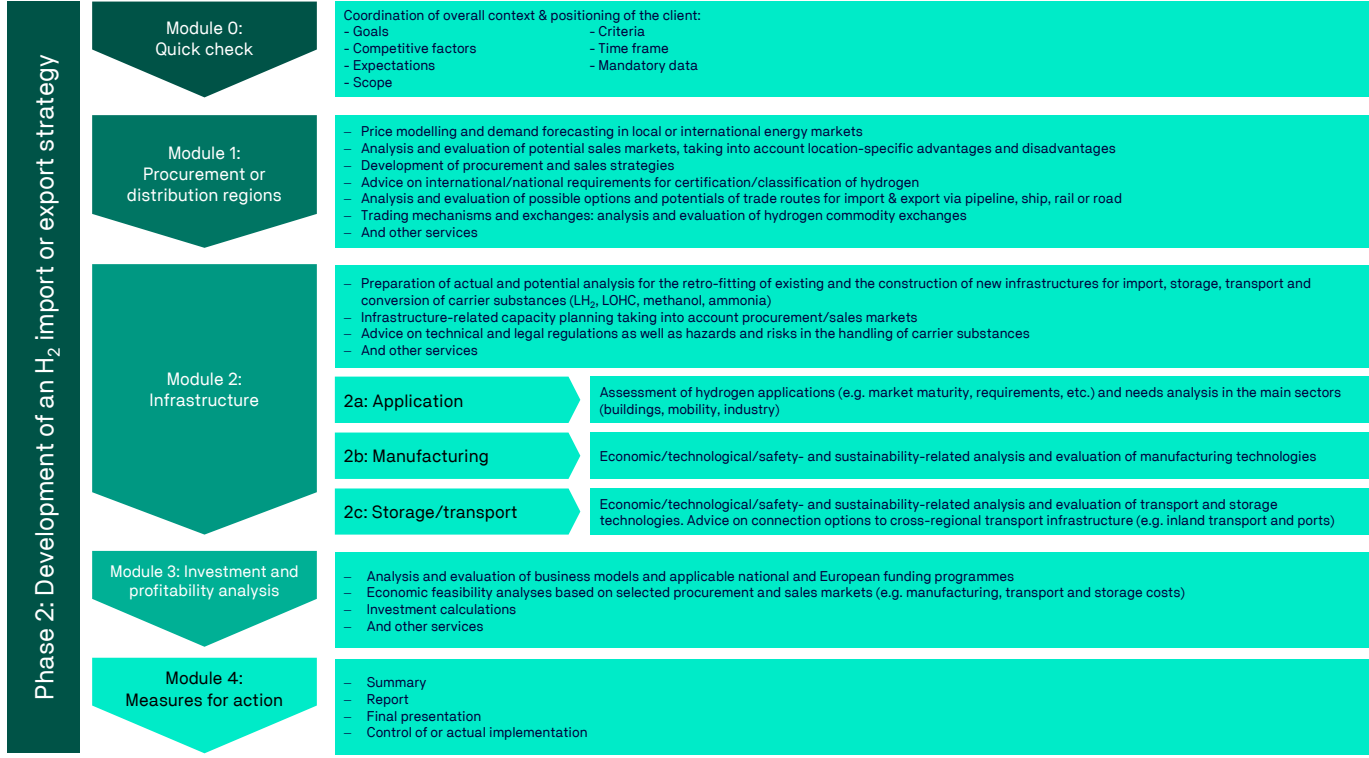 Phase 2: Development of an H₂ import or export strategy
Module 0:
Quick check
Coordination of overall context & positioning of the client:
- Goals
- Competitive factors
- Expectations
- Scope
- Criteria
- Time frame
- Mandatory data
Module 1:
Procurement or
distribution regions
– Price modelling and demand forecasting in local or international energy markets
– Analysis and evaluation of potential sales markets, taking into account location-specific advantages and disadvantages
– Development of procurement and sales strategies
– Advice on international/national requirements for certification/classification of hydrogen
– Analysis and evaluation of possible options and potentials of trade routes for import & export via pipeline, ship, rail or road
– Trading mechanisms and exchanges: analysis and evaluation of hydrogen commodity exchanges
– And other services
Module 2:
Infrastructure
– Preparation of actual and potential analysis for the retro-fitting of existing and the construction of new infrastructures for import, storage, transport and
conversion of carrier substances (LH₂, LOHC, methanol, ammonia)
– Infrastructure-related capacity planning taking into account procurement/sales markets
– Advice on technical and legal regulations as well as hazards and risks in the handling of carrier substances
– And other services
2a: Application
Assessment of hydrogen applications (e.g. market maturity, requirements, etc.) and needs analysis in the main sectors
(buildings, mobility, industry)
2b: Manufacturing
Economic/technological/safety- and sustainability-related analysis and evaluation of manufacturing technologies
2c: Storage/transport
Economic/technological/safety- and sustainability-related analysis and evaluation of transport and storage
technologies. Advice on connection options to cross-regional transport infrastructure (e.g. inland transport and ports)
Module 3: Investment and
profitability analysis
– Analysis and evaluation of business models and applicable national and European funding programmes
– Economic feasibility analyses based on selected procurement and sales markets (e.g. manufacturing, transport and storage costs)
– Investment calculations
– And other services
Module 4:
Measures for action
– Summary
– Report
– Final presentation
– Control of or actual implementation